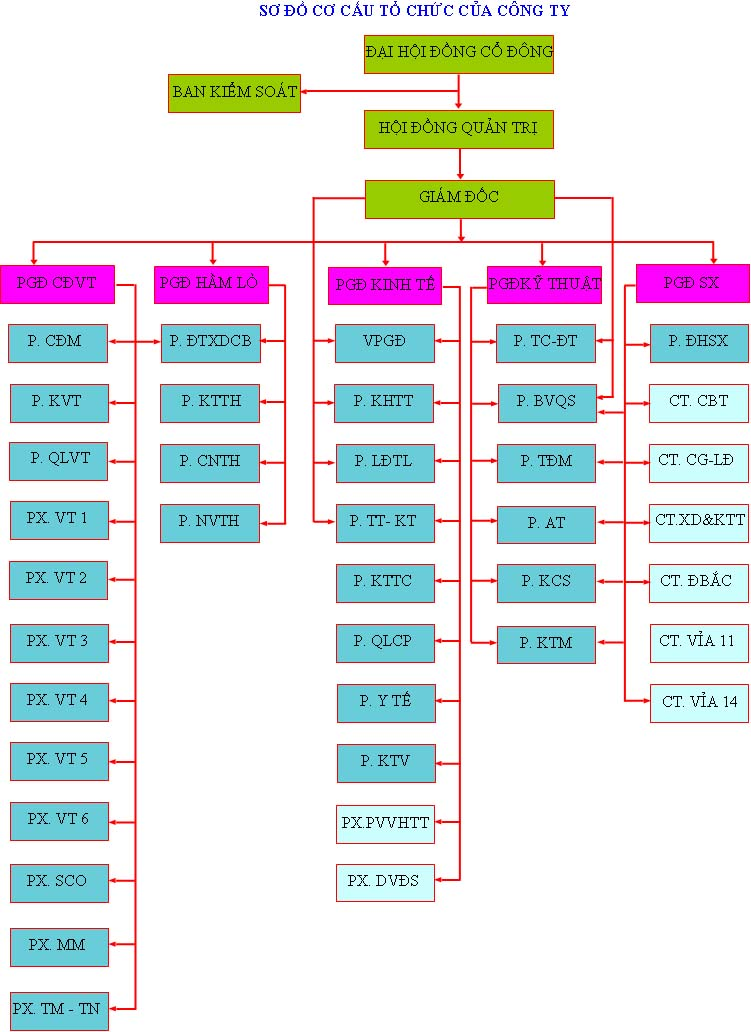 SƠ ĐỒ CƠ CẤU TỔ CHỨC CỦA CÔNG TY
ĐAI HỘI ĐỒNG CỔ ĐÔNG
BAN KIỂM SOÁT
HỘI ĐỒNG QUẢN TRỊ
GIÁM ĐỐC
PGĐ CĐVT
PGĐ HẦM LÒ
PGĐ KINH TẾ
PGĐKỸ THUẬT
PGĐ SX
P. CĐM
P. ĐTXDCB
VPGĐ
P. TC-ĐT
P. ĐHSX
P. KVT
P. KTTH
P. KHTT
P. BVQS
CT. CBT
P. QLVT
P. CNTH
P. LĐTL
P. TĐM
CT. CG-LĐ
PX. VT 1
P. NVTH
P. TT- KT
P. AT
CT.XD&KTT
PX. VT 2
P. KTTC
P. KCS
CT. ĐBẮC
PX. VT 3
P. QLCP
P. KTM
CT. VỈA 11
PX. VT 4
P. Y TẾ
CT. VỈA 14
PX. VT 5
P. KTV
PX. VT 6
PX.PVVHTT
PX. SCO
PX. DVĐS
PX. MM
PX. TM - TN